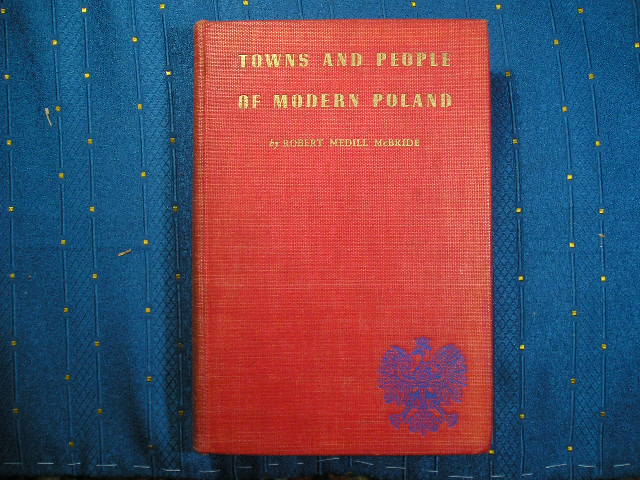 TOWNS AND PEOPLE
OF MODERN POLAND
by ROBERT MEDILL McBRIDE